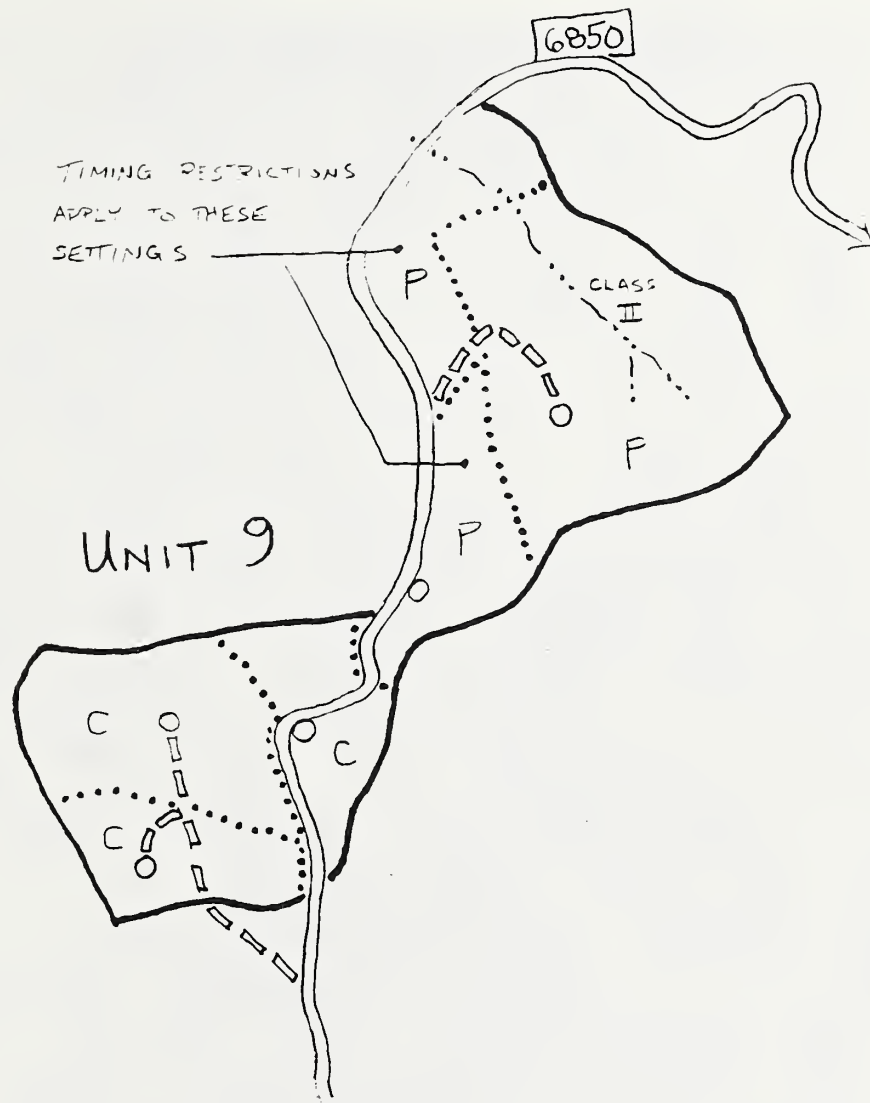 6850
TIMING RESTRICTIONS
APPLY TO THESE
SETTINGS
P
CLASS
II
P
P
UNIT 9
C
C
C